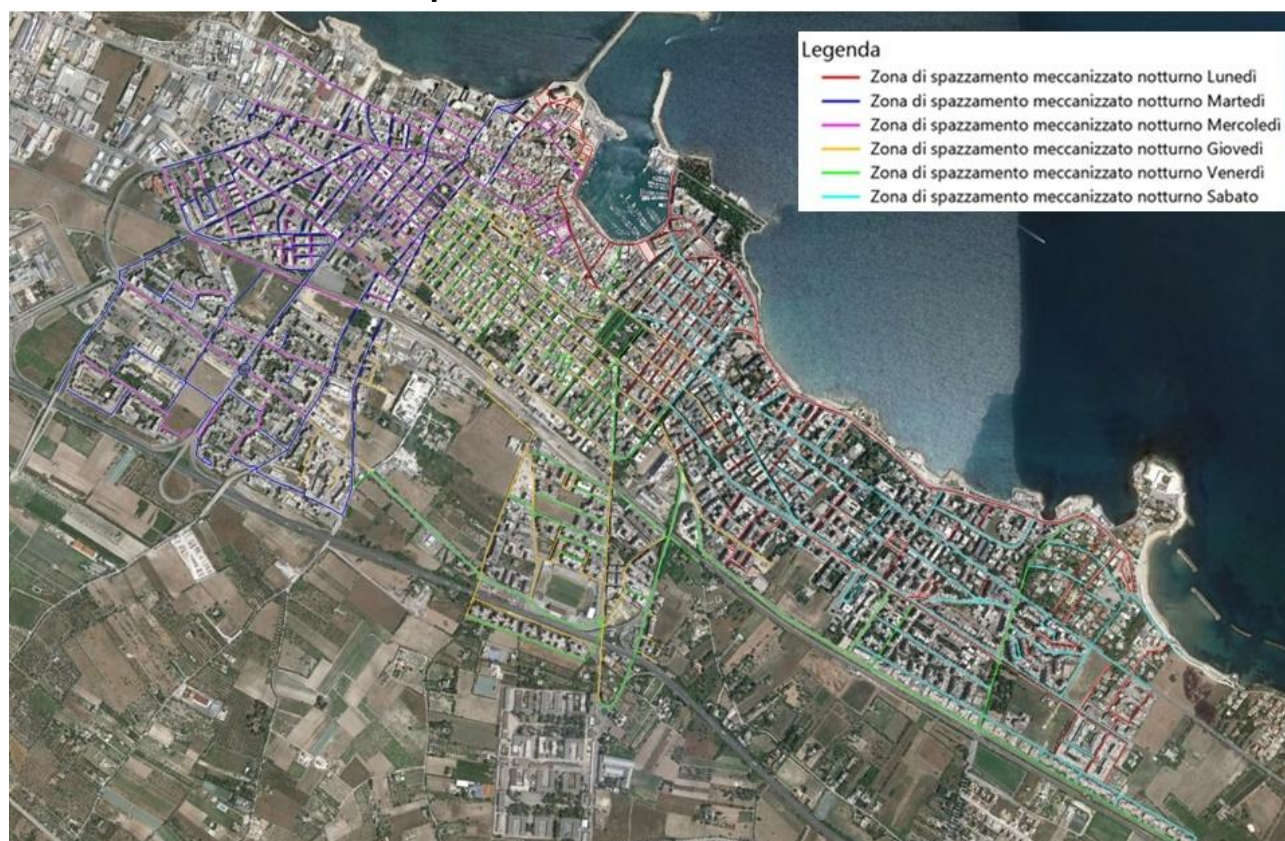 Legenda
Zona di spazzamento meccanizzato notturno Lunedì
Zona di spazzamento meccanizzato notturno Martedì
Zona di spazzamento meccanizzato notturno Mercoledì
Zona di spazzamento meccanizzato notturno Giovedì
Zona di spazzamento meccanizzato notturno Venerdì
Zona di spazzamento meccanizzato notturno Sabato